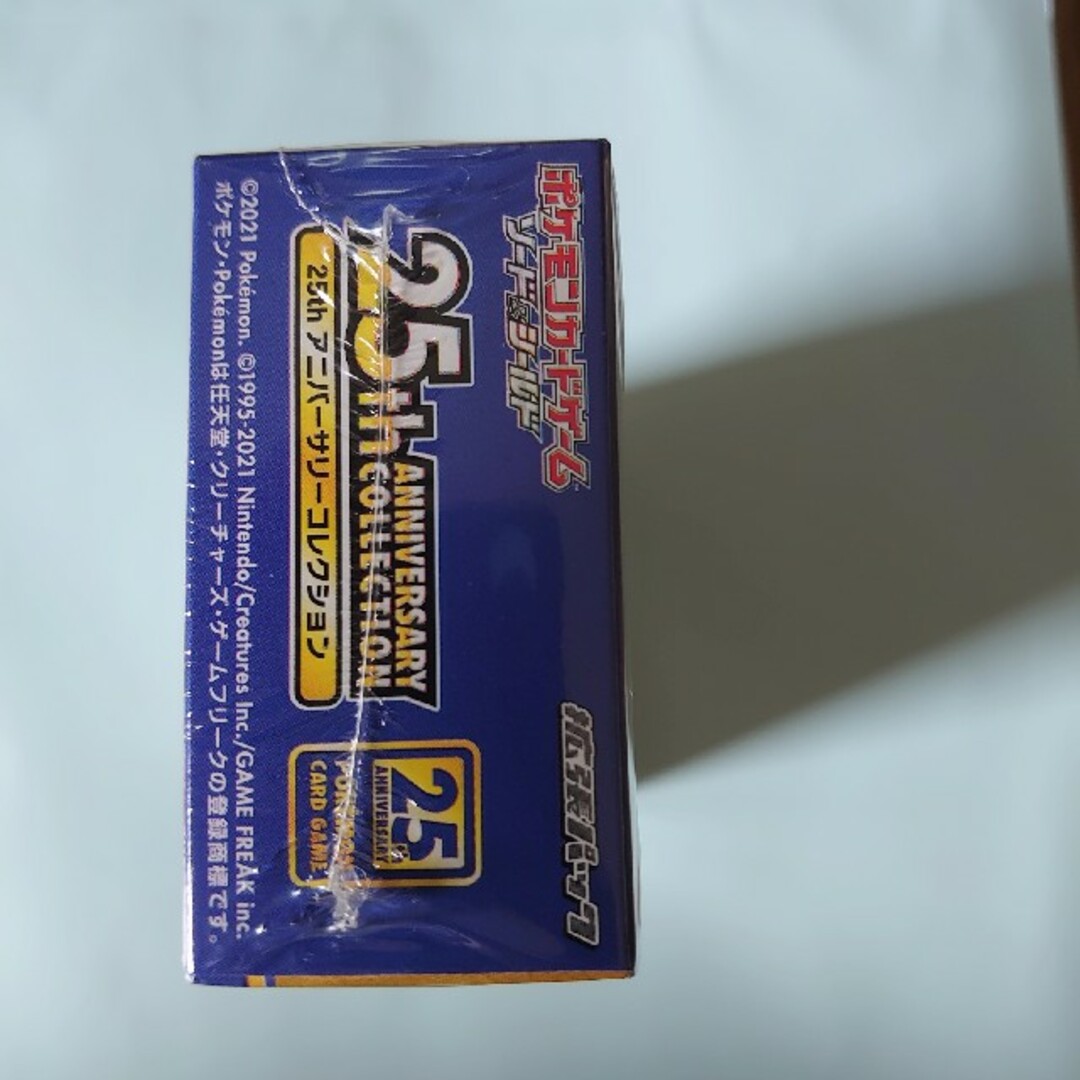 ポケモンカードゲーム
ソード&シールド
拡張パック
25th ANNIVERSARY
COLLECTION
25th アニバーサリーコレクション
25
ANNIVERSARY
POKÉMON
CARD GAME
©2021 Pokémon. ©1995-2021 Nintendo/Creatures Inc./GAME FREAK inc.
ポケモン・Pokémonは任天堂・クリーチャーズ・ゲームフリークの登録商標です。